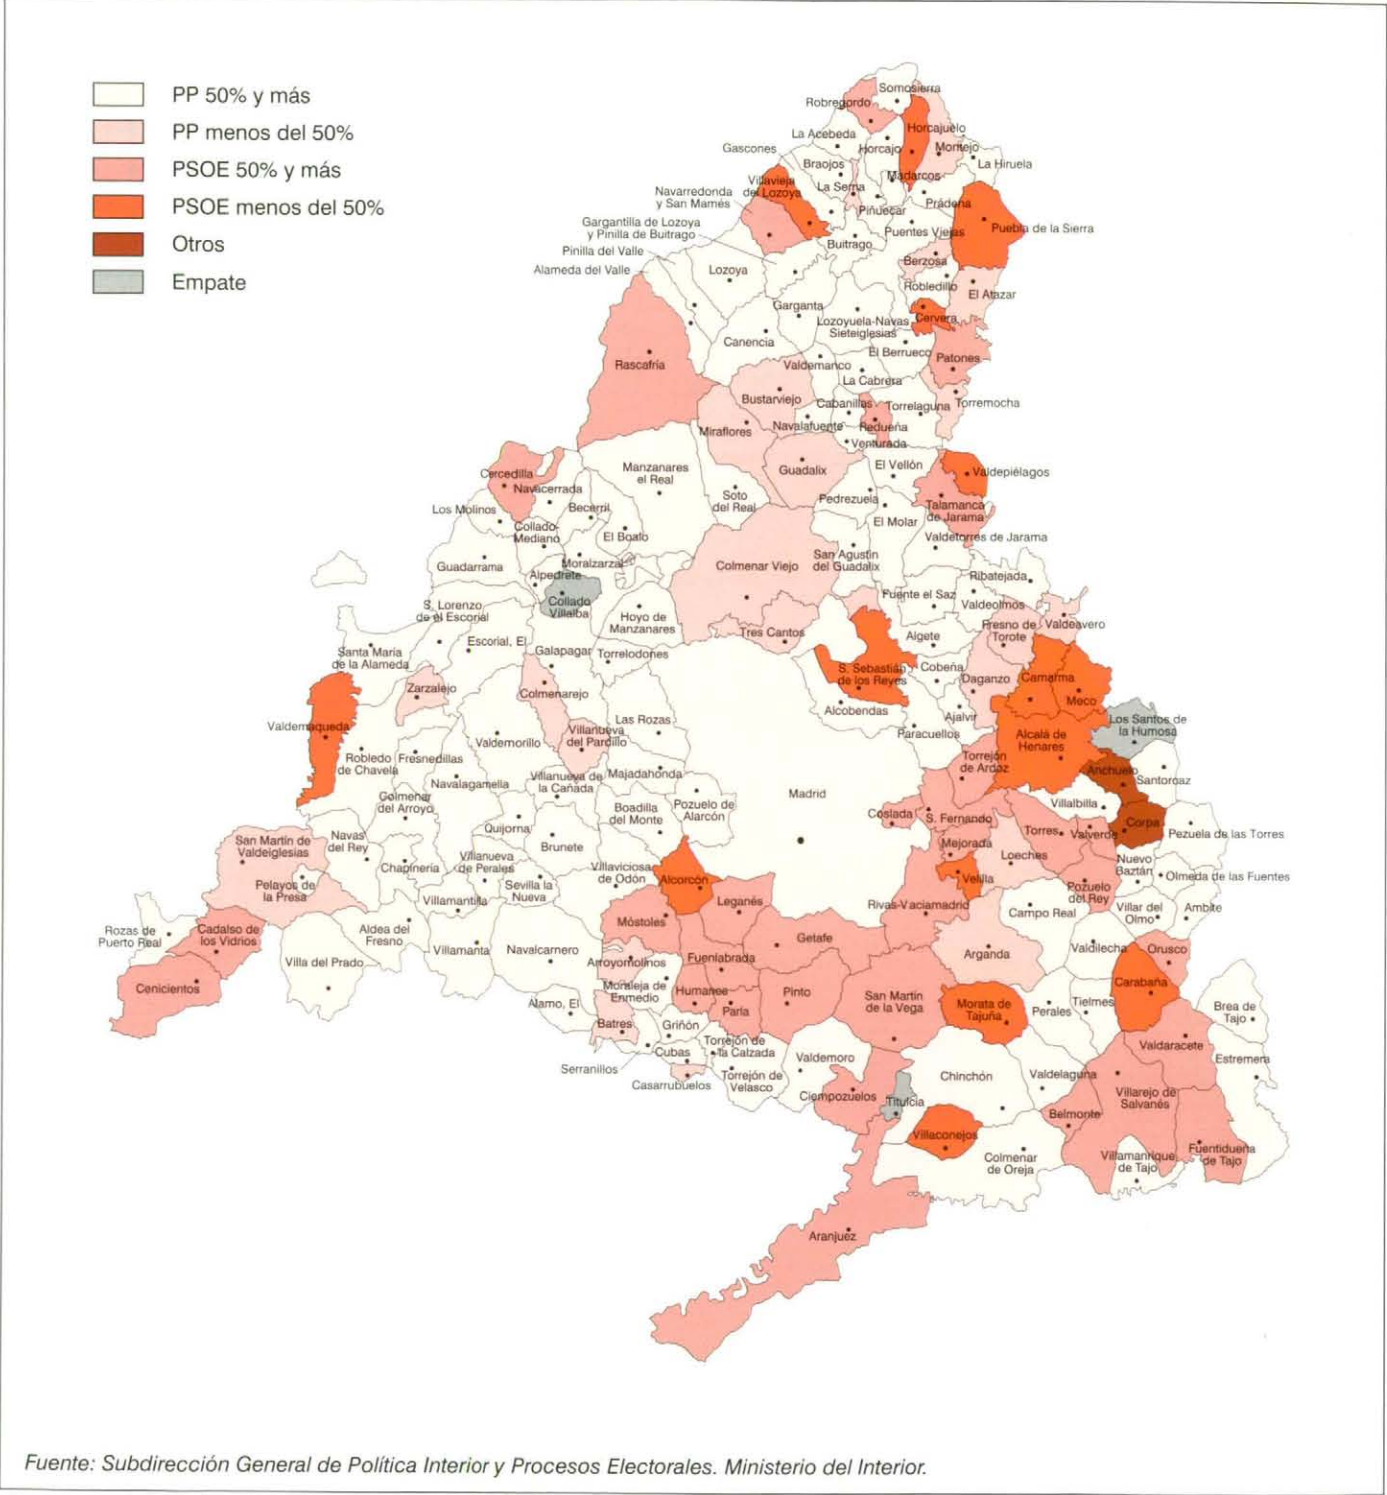 PP 50% y más
PP menos del 50%
PSOE 50% y más
PSOE menos del 50%
Otros
Empate
Somosierra
Robregordo
La Acebeda
Horcajuelo
Horcajo
Montejo
Gascones
Braojos
La Hiruela
Madarcos
Villavieja
del Lozoya
La Serna
Navarredonda
y San Mamés
Prádena
Piñuecar
Gargantilla de Lozoya
y Pinilla de Buitrago
Puentes Viejas
Puebla de la Sierra
Buitrago
Pinilla del Valle
Berzosa
Alameda del Valle
Lozoya
Robledillo
El Atazar
Garganta
Lozoyuela-Navas
Sieteiglesias
Cervera
Canencia
El Berrueco
Patones
Rascafría
Valdemanco
La Cabrera
Bustarviejo
Cabanillas
Torrelaguna
Torremocha
Miraflores
Navalafuente
Redueña
Venturada
Cercedilla
Navacerrada
Manzanares
el Real
Guadalix
El Vellón
Valdepiélagos
Soto
del Real
Pedrezuela
Talamanca
de Jarama
Los Molinos
Becerril
El Molar
Collado-
Mediano
El Boalo
Valdetorres de Jarama
Guadarrama
Moralzarzal
Colmenar Viejo
San Agustín
del Guadalix
Alpedrete
Ribatejada
Collado
Villalba
Fuente el Saz
Valdeolmos
S. Lorenzo
de el Escorial
Hoyo de
Manzanares
Fresno de
Torote
Valdeavero
Tres Cantos
Algete
Escorial, El
Santa María
de la Alameda
Galapagar
Torrelodones
S. Sebastián
de los Reyes
Cobeña
Daganzo
Camarma
Zarzalejo
Colmenarejo
Meco
Alcobendas
Ajalvir
Valdemaqueda
Las Rozas
Los Santos de
la Humosa
Villanueva
del Pardillo
Paracuellos
Alcalá de
Henares
Valdemorillo
Robledo
de Chavela
Fresnedillas
Torrejón
de Ardoz
Anchuelo
Santorcaz
Navalagamella
Villanueva de
la Cañada
Majadahonda
Madrid
Colmenar
del Arroyo
Boadilla
del Monte
Pozuelo de
Alarcón
Villalbilla
Coslada
S. Fernando
Corpa
Quijorna
Torres
Valverde
Pezuela de las Torres
San Martín de
Valdeiglesias
Navas
del Rey
Brunete
Mejorada
Loeches
Chapinería
Villanueva
de Perales
Villaviciosa
de Odón
Nuevo
Baztán
Olmeda de las Fuentes
Pelayos de
la Presa
Sevilla la
Nueva
Alcorcón
Velilla
Pozuelo
del Rey
Villamantilla
Leganés
Rivas-Vaciamadrid
Campo Real
Villar del
Olmo
Ambite
Móstoles
Rozas de
Puerto Real
Cadalso de
los Vidrios
Aldea del
Fresno
Getafe
Villamanta
Navalcarnero
Arganda
Valdilecha
Orusco
Villa del Prado
Arroyomolinos
Fuenlabrada
Carabaña
Cenicientos
Moraleja de
Enmedio
Humanes
Pinto
San Martín
de la Vega
Morata de
Tajuña
Tielmes
Álamo, El
Parla
Perales
Brea de
Tajo
Batres
Griñón
Torrejón de
la Calzada
Valdaracete
Cubas
Valdemoro
Estremera
Serranillos
Casarrubuelos
Torrejón de
Velasco
Chinchón
Valdelaguna
Ciempozuelos
Titulcia
Villarejo de
Salvanés
Belmonte
Villaconejos
Colmenar
de Oreja
Villamanrique
de Tajo
Fuentidueña
de Tajo
Aranjuez
Fuente: Subdirección General de Política Interior y Procesos Electorales. Ministerio del Interior.